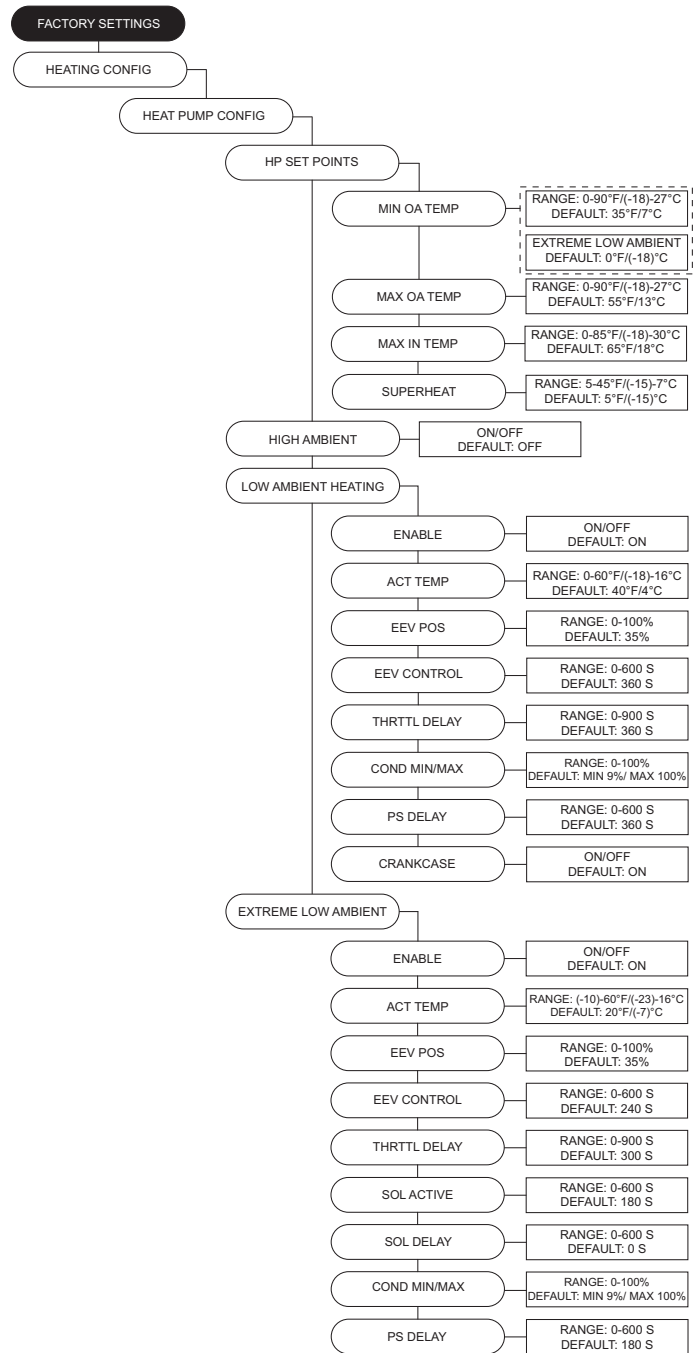 FACTORY SETTINGS
HEATING CONFIG
HEAT PUMP CONFIG
HP SET POINTS
MIN OA TEMP
RANGE: 0-90°F/(-18)-27°C
DEFAULT: 35°F/7°C
EXTREME LOW AMBIENT
DEFAULT: 0°F/(-18)°C
MAX OA TEMP
RANGE: 0-90°F/(-18)-27°C
DEFAULT: 55°F/13°C
MAX IN TEMP
RANGE: 0-85°F/(-18)-30°C
DEFAULT: 65°F/18°C
SUPERHEAT
RANGE: 5-45°F/(-15)-7°C
DEFAULT: 5°F/(-15)°C
HIGH AMBIENT
ON/OFF
DEFAULT: OFF
LOW AMBIENT HEATING
ENABLE
ON/OFF
DEFAULT: ON
ACT TEMP
RANGE: 0-60°F/(-18)-16°C
DEFAULT: 40°F/4°C
EEV POS
RANGE: 0-100%
DEFAULT: 35%
EEV CONTROL
RANGE: 0-600 S
DEFAULT: 360 S
THRTTL DELAY
RANGE: 0-900 S
DEFAULT: 360 S
COND MIN/MAX
RANGE: 0-100%
DEFAULT: MIN 9%/ MAX 100%
PS DELAY
RANGE: 0-600 S
DEFAULT: 360 S
CRANKCASE
ON/OFF
DEFAULT: ON
EXTREME LOW AMBIENT
ENABLE
ON/OFF
DEFAULT: ON
ACT TEMP
RANGE: (-10)-60°F/(-23)-16°C
DEFAULT: 20°F/(-7)°C
EEV POS
RANGE: 0-100%
DEFAULT: 35%
EEV CONTROL
RANGE: 0-600 S
DEFAULT: 240 S
THRTTL DELAY
RANGE: 0-900 S
DEFAULT: 300 S
SOL ACTIVE
RANGE: 0-600 S
DEFAULT: 180 S
SOL DELAY
RANGE: 0-600 S
DEFAULT: 0 S
COND MIN/MAX
RANGE: 0-100%
DEFAULT: MIN 9%/ MAX 100%
PS DELAY
RANGE: 0-600 S
DEFAULT: 180 S